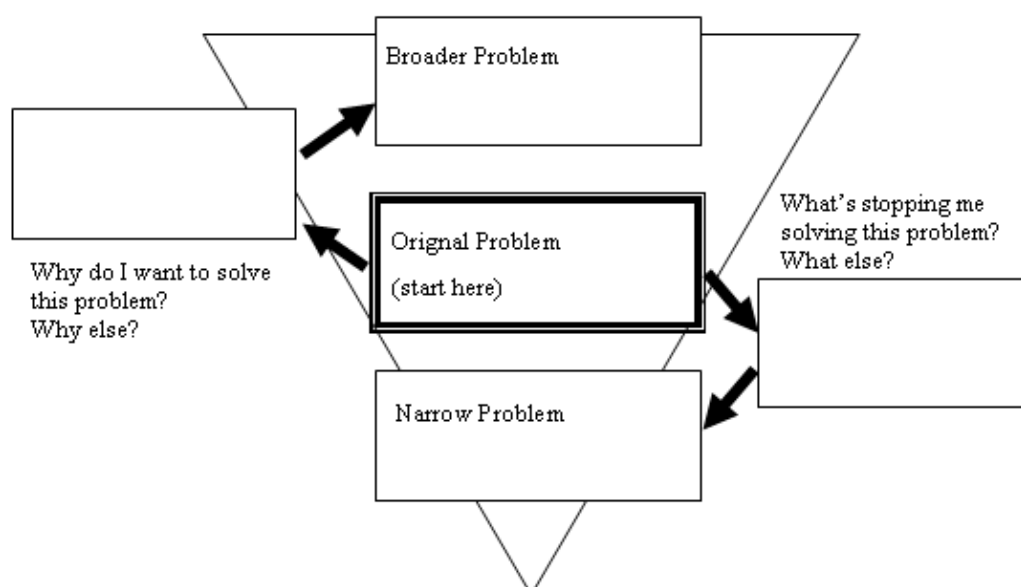 Broader Problem
What's stopping me
solving this problem?
What else?
Orignal Problem
(start here)
Why do I want to solve
this problem?
Why else?
Narrow Problem